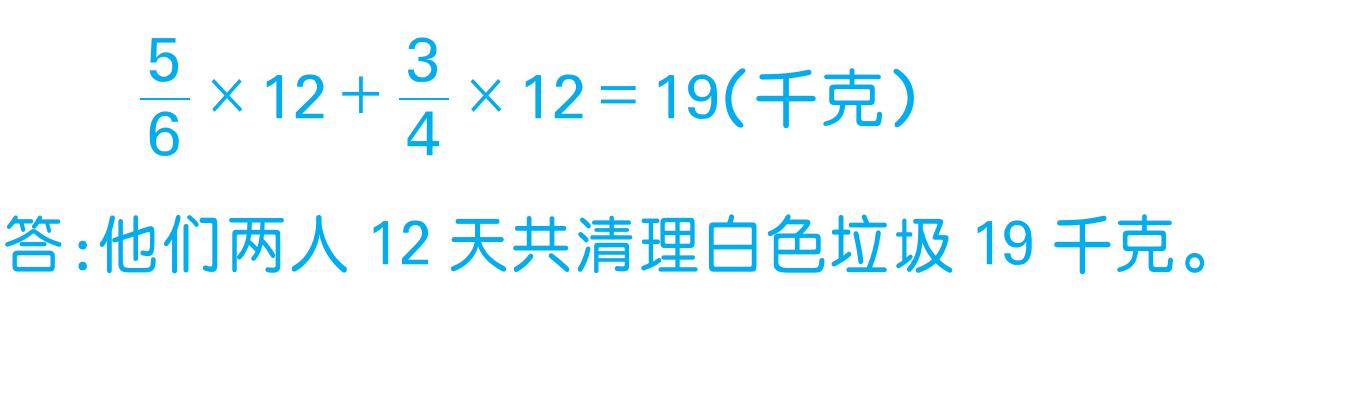 5/6 × 12 + 3/4 × 12 = 19(千克)
答:他们两人 12 天共清理白色垃圾 19 千克。